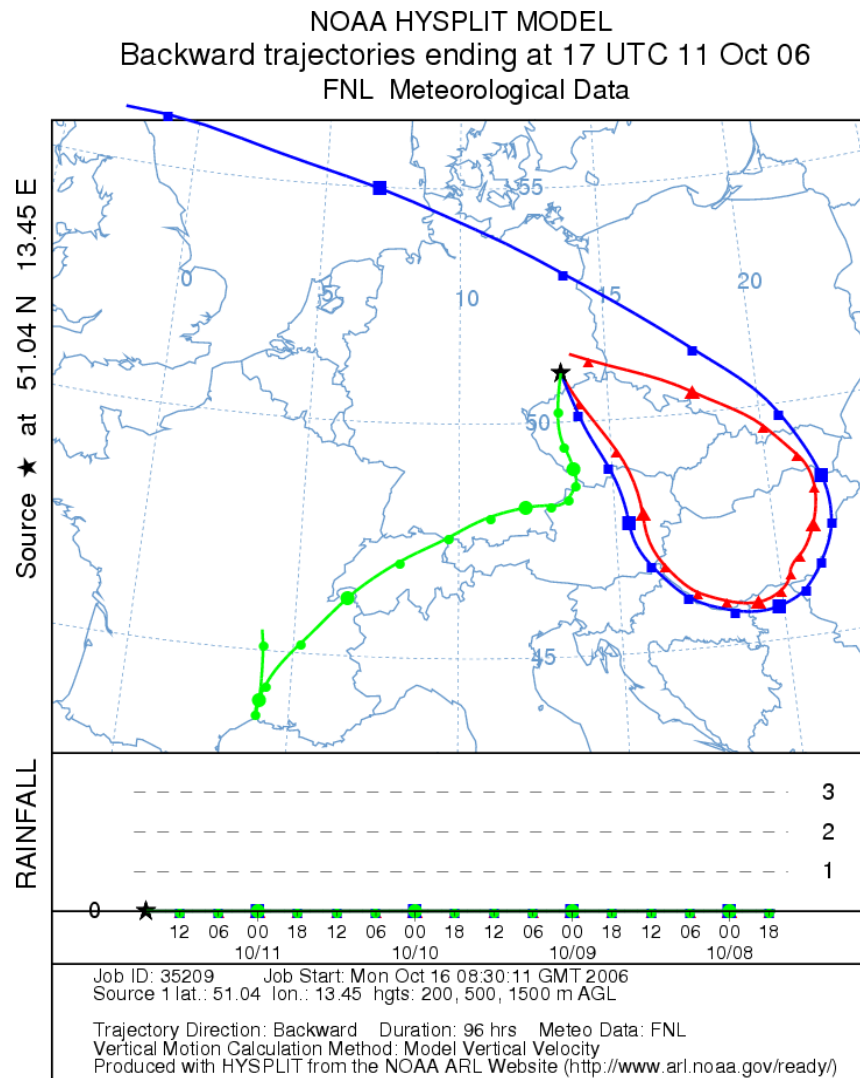 NOAA HYSPLIT MODEL
Backward trajectories ending at 17 UTC 11 Oct 06
FNL Meteorological Data
Source ★ at 51.04 N 13.45 E
55
0
5
10
15
20
50
45
RAINFALL
3
2
1
0
12 06 00 18 12 06 00 18 12 06 00 18 12 06 00 18
10/11 10/10 10/09 10/08
Job ID: 35209 Job Start: Mon Oct 16 08:30:11 GMT 2006
Source 1 lat.: 51.04 lon.: 13.45 hgts: 200, 500, 1500 m AGL
Trajectory Direction: Backward Duration: 96 hrs Meteo Data: FNL
Vertical Motion Calculation Method: Model Vertical Velocity
Produced with HYSPLIT from the NOAA ARL Website (http://www.arl.noaa.gov/ready/)